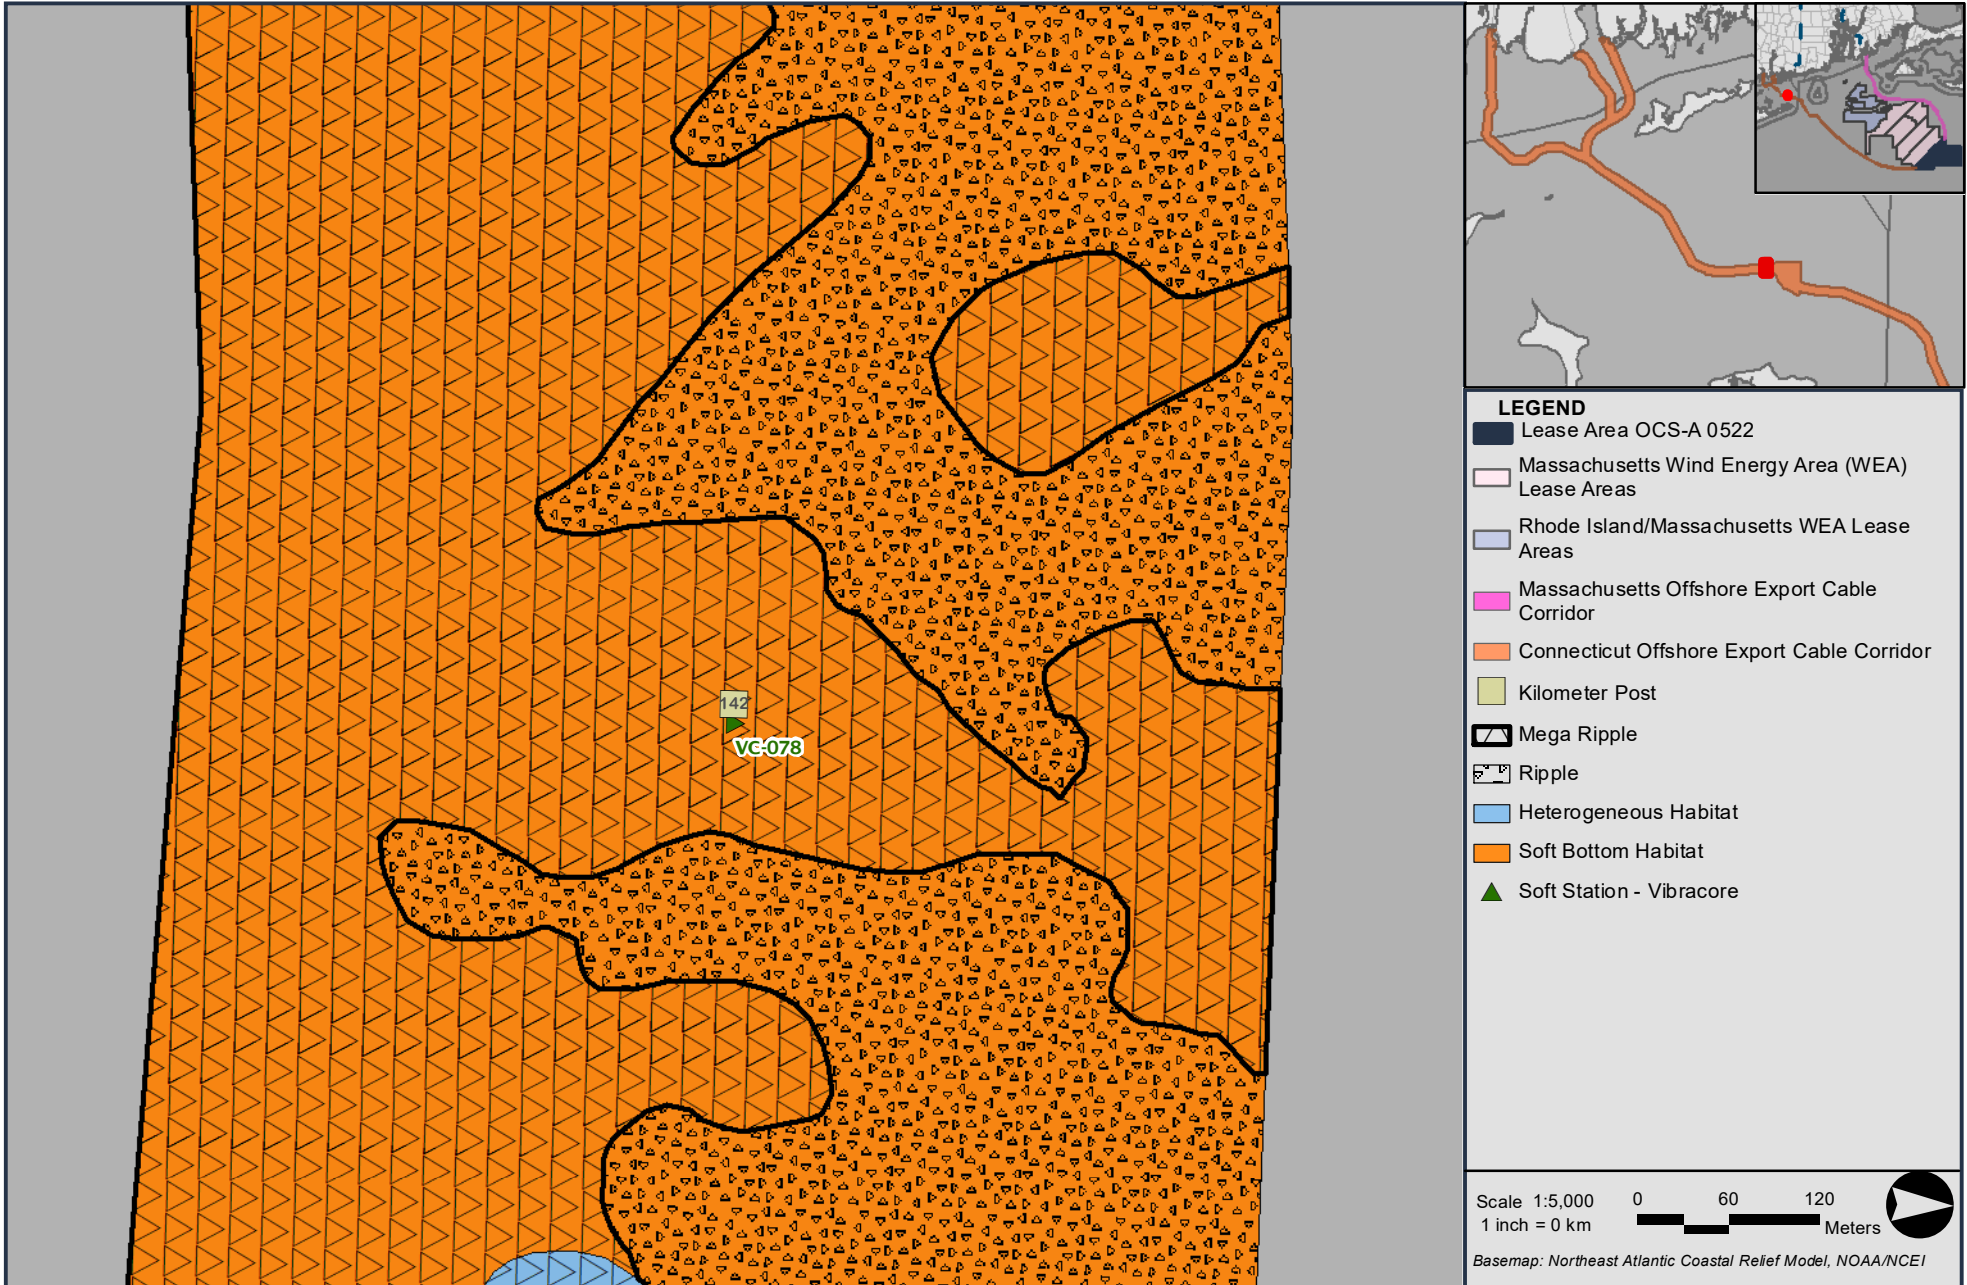 142
VC-078
LEGEND
Lease Area OCS-A 0522
Massachusetts Wind Energy Area (WEA)
Lease Areas
Rhode Island/Massachusetts WEA Lease
Areas
Massachusetts Offshore Export Cable
Corridor
Connecticut Offshore Export Cable Corridor
Kilometer Post
Mega Ripple
Ripple
Heterogeneous Habitat
Soft Bottom Habitat
Soft Station - Vibracore
Scale 1:5,000
1 inch = 0 km
0 60 120
Meters
Basemap: Northeast Atlantic Coastal Relief Model, NOAA/NCEI